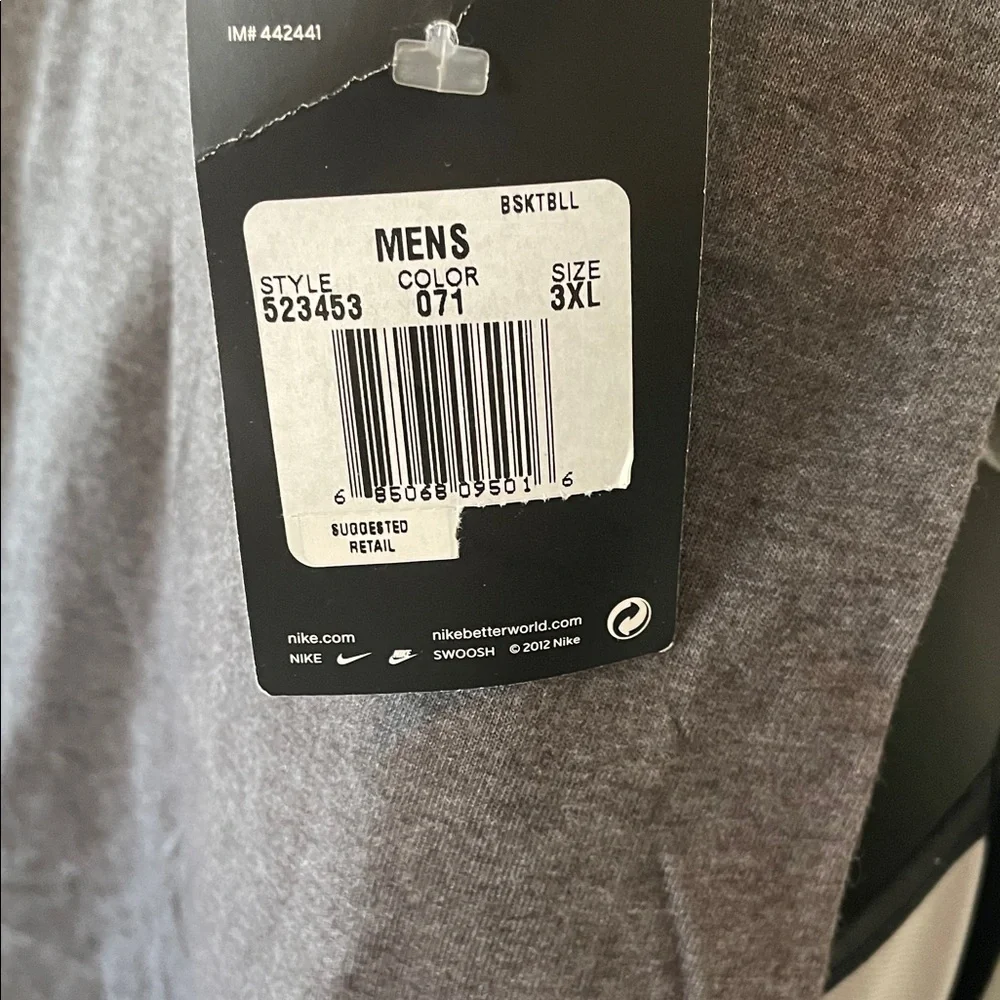 IM# 442441
BSKTBLL
MENS
STYLE COLOR SIZE
523453 071 3XL
6 85068 09501 6
SUGGESTED
RETAIL
nike.com nikebetterworld.com
NIKE SWOOSH © 2012 Nike